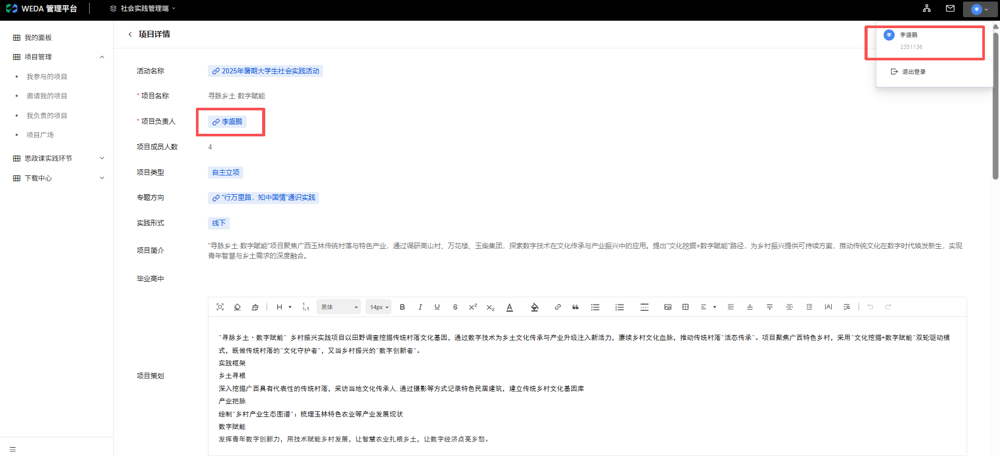 WEDA 管理平台
社会实践管理端
李
我的面板
项目管理
我参与的项目
邀请我的项目
我负责的项目
项目广场
思政课实践环节
下载中心
项目详情
李
李盛鹏
2351136
退出登录
活动名称
2025年暑期大学生社会实践活动
* 项目名称
寻脉乡土·数字赋能
* 项目负责人
李盛鹏
项目成员人数
4
项目类型
自主立项
专题方向
“行万里路，知中国情”通识实践
实践形式
线下
项目简介
"寻脉乡土·数字赋能"项目聚焦广西玉林传统村落与特色产业，通过调研高山村、万花楼、玉柴集团，探索数字技术在文化传承与产业振兴中的应用。提出"文化挖掘+数字赋能"路径，为乡村振兴提供可持续方案，推动传统文化在数字时代焕发新生，实现
青年智慧与乡土需求的深度融合。
毕业高中
H
黑体
14px
B I U S X² X₂ A
|A|
项目策划
"寻脉乡土·数字赋能" 乡村振兴实践项目以田野调查挖掘传统村落文化基因，通过数字技术为乡土文化传承与产业升级注入新活力，赓续乡村文化血脉，推动传统村落"活态传承"。项目聚焦广西特色乡村，采用"文化挖掘+数字赋能"双轮驱动模
式，既做传统村落的"文化守护者"，又当乡村振兴的"数字创新者"。
实践框架
乡土寻根
深入挖掘广西具有代表性的传统村落，采访当地文化传承人,通过摄影等方式记录特色民居建筑，建立传统乡村文化基因库
产业把脉
绘制"乡村产业生态图谱"：梳理玉林特色农业等产业发展现状
数字赋能
发挥青年数字创新力，用技术赋能乡村发展，让智慧农业扎根乡土，让数字经济点亮乡愁。